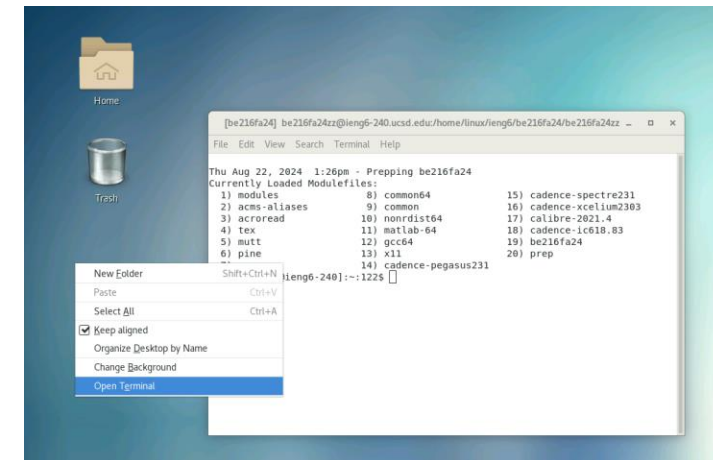 Home
Trash
[be216fa24] be216fa24zz@ieng6-240.ucsd.edu:/home/linux/ieng6/be216fa24/be216fa24zz
File Edit View Search Terminal Help
Thu Aug 22, 2024 1:26pm - Prepping be216fa24
Currently Loaded Modulefiles:
1) modules 8) common64 15) cadence-spectre231
2) acms-aliases 9) common 16) cadence-xcelium2303
3) acroread 10) nonrdist64 17) calibre-2021.4
4) tex 11) matlab-64 18) cadence-ic618.83
5) mutt 12) gcc64 19) be216fa24
6) pine 13) x11 20) prep
14) cadence-pegasus231
ieng6-240]:~:122$
New Folder Shift+Ctrl+N
Paste Ctrl+V
Select All Ctrl+A
Keep aligned
Organize Desktop by Name
Change Background
Open Terminal